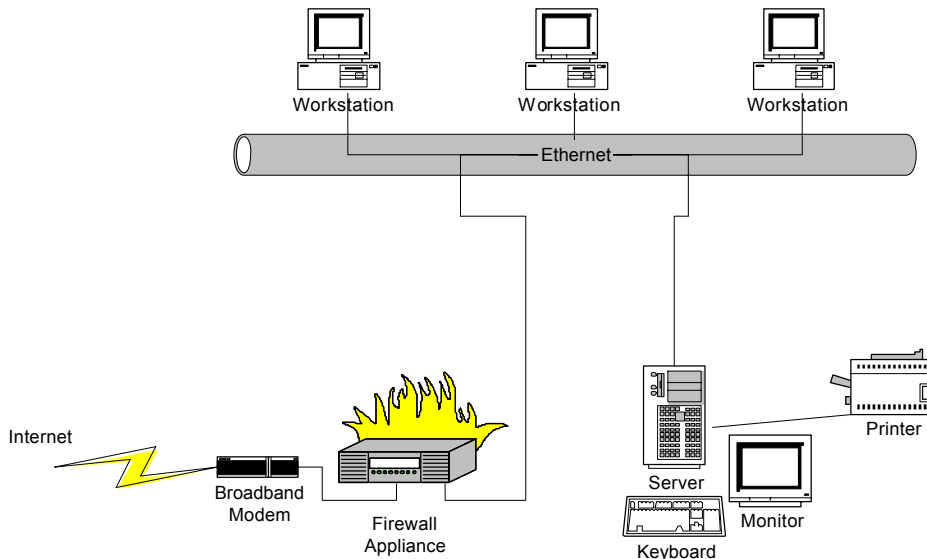 Workstation
Workstation
Workstation
Ethernet
Internet
Broadband
Modem
Firewall
Appliance
Server
Printer
Monitor
Keyboard